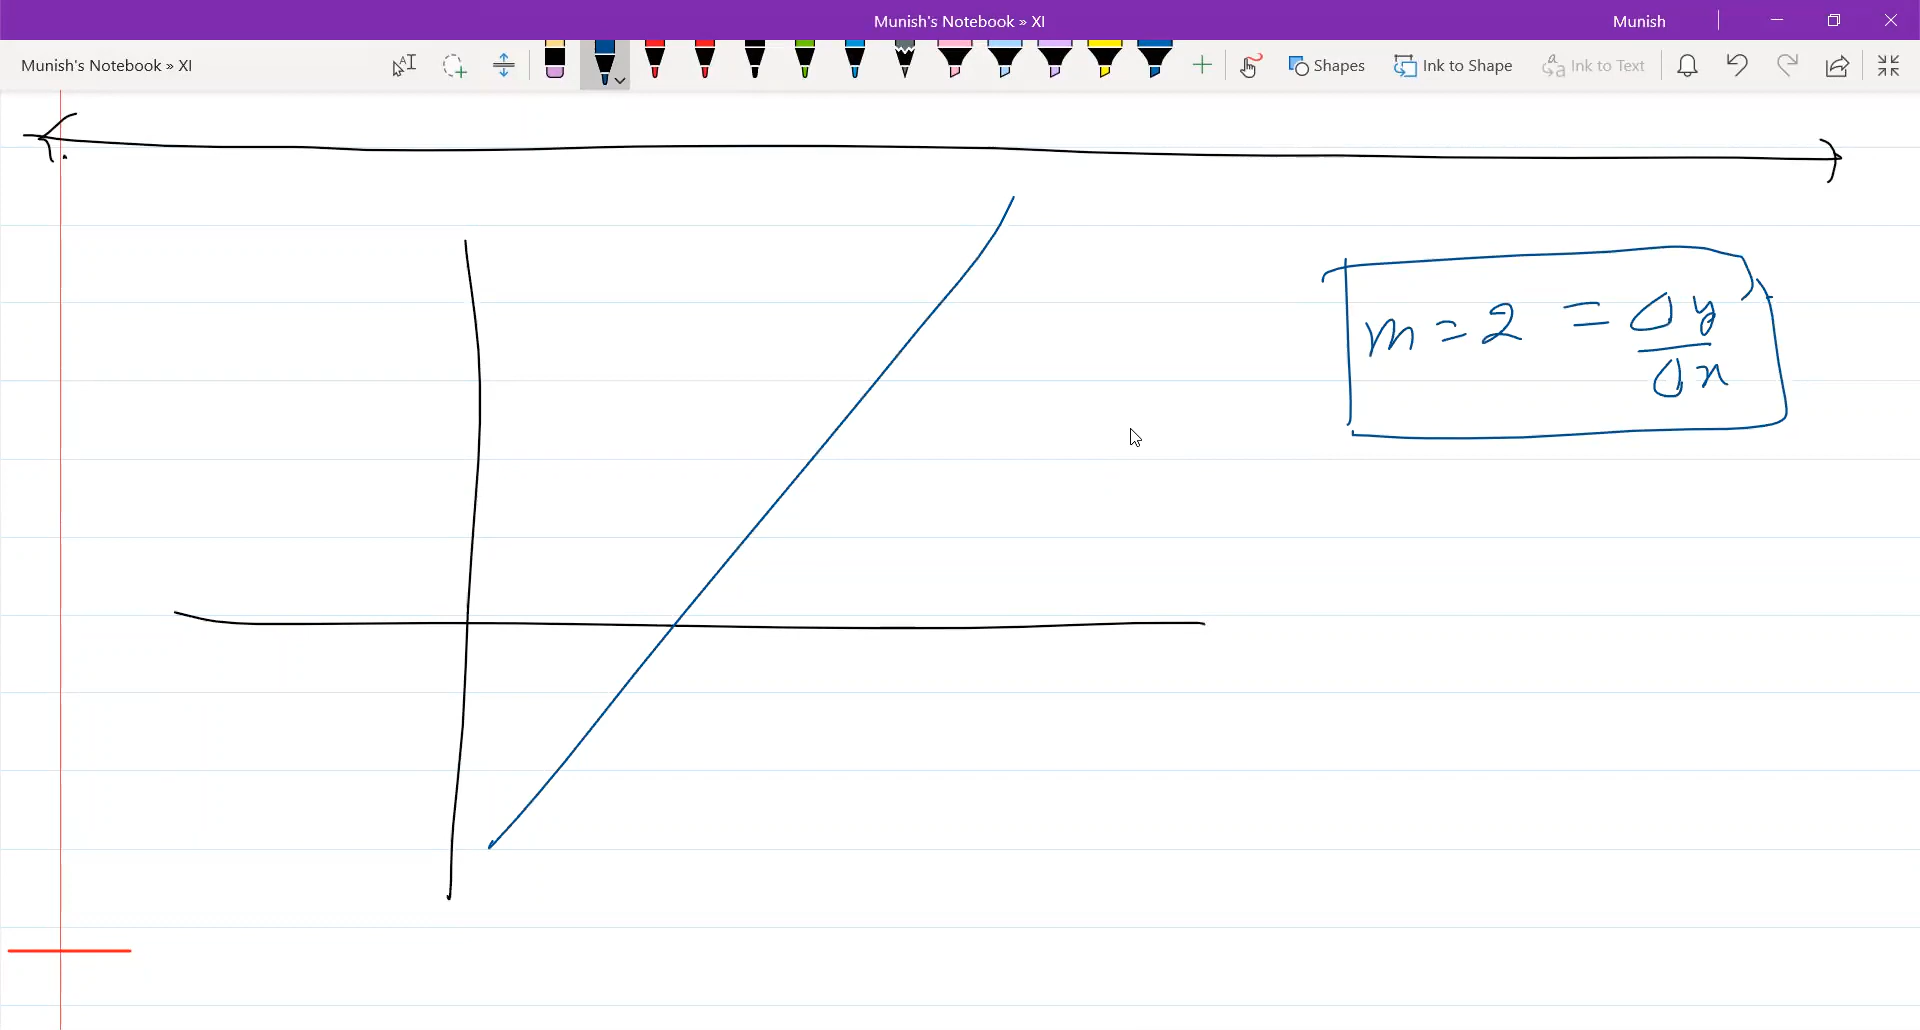 Munish's Notebook » XI
Munish
Munish's Notebook » XI
Shapes
Ink to Shape
Ink to Text
m = 2 = Δy/Δx